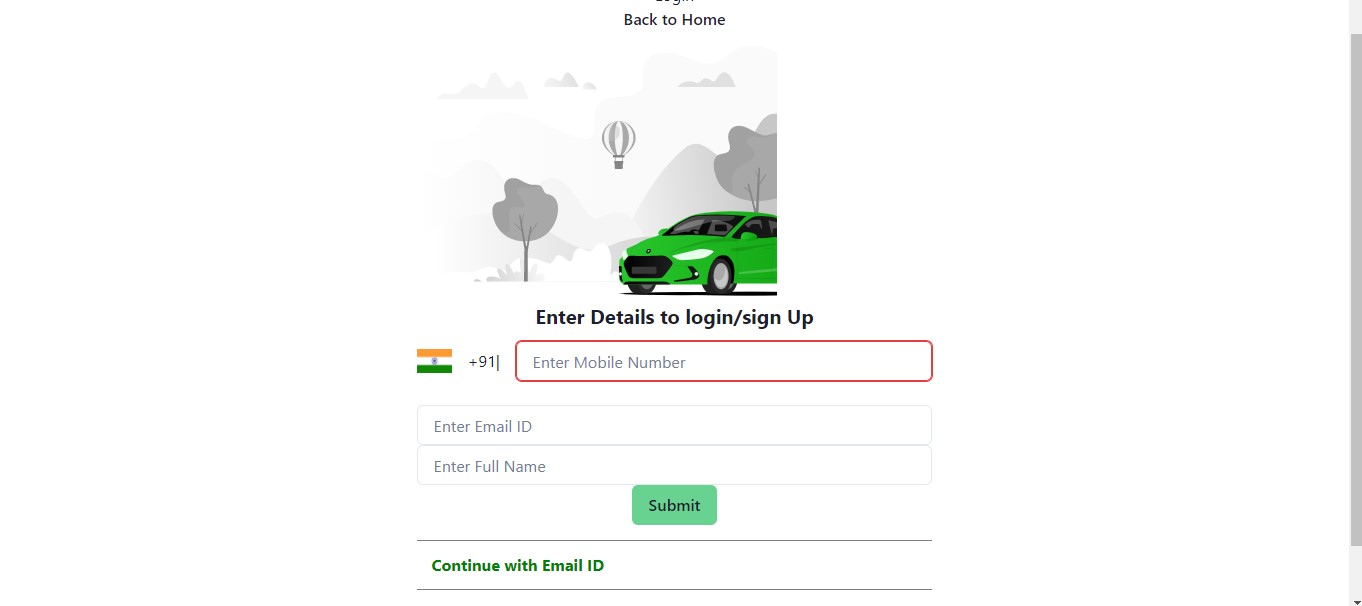 Login
Back to Home
Enter Details to login/sign Up
+91|
Enter Mobile Number
Enter Email ID
Enter Full Name
Submit
Continue with Email ID